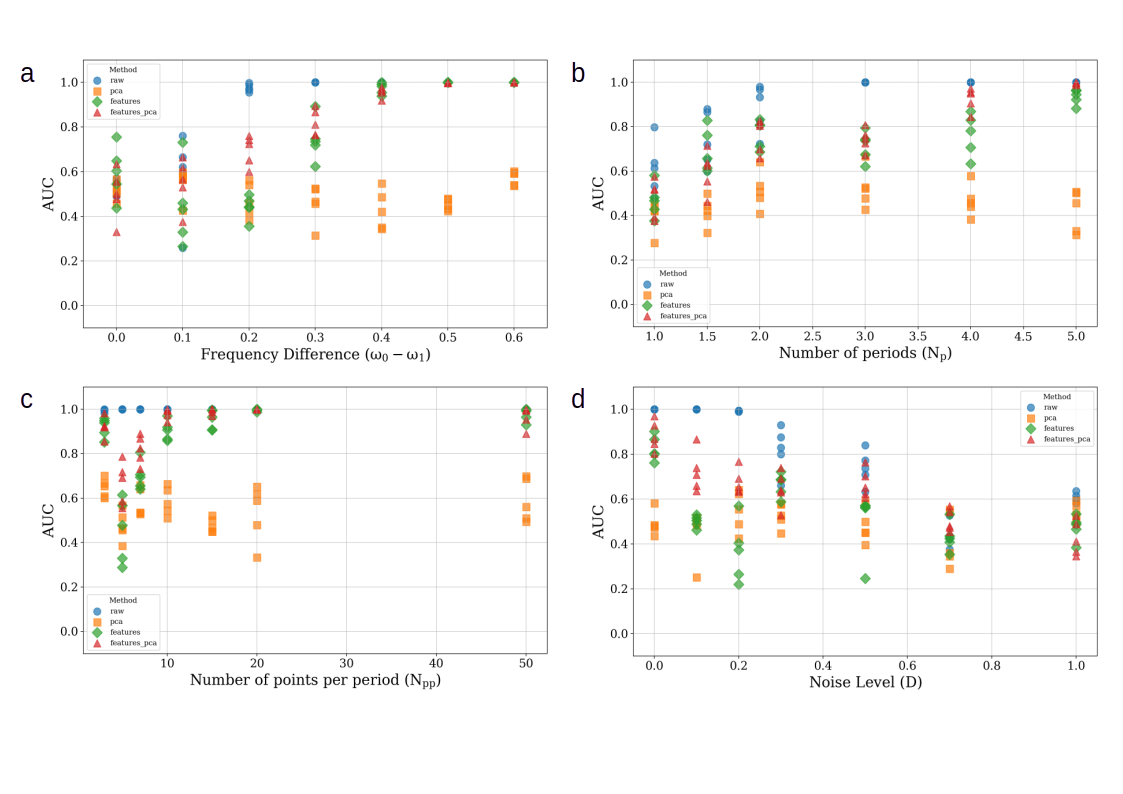 a
Method
raw
pca
features
features_pca
1.0
0.8
0.6
0.4
0.2
0.0
AUC
0.0 0.1 0.2 0.3 0.4 0.5 0.6
Frequency Difference (ω₀ − ω₁)
b
1.0
0.8
0.6
0.4
0.2
0.0
AUC
Method
raw
pca
features
features_pca
1.0 1.5 2.0 2.5 3.0 3.5 4.0 4.5 5.0
Number of periods (Nₚ)
c
1.0
0.8
0.6
0.4
0.2
0.0
AUC
Method
raw
pca
features
features_pca
10 20 30 40 50
Number of points per period (Nₚₚ)
d
Method
raw
pca
features
features_pca
1.0
0.8
0.6
0.4
0.2
0.0
AUC
0.0 0.2 0.4 0.6 0.8 1.0
Noise Level (D)